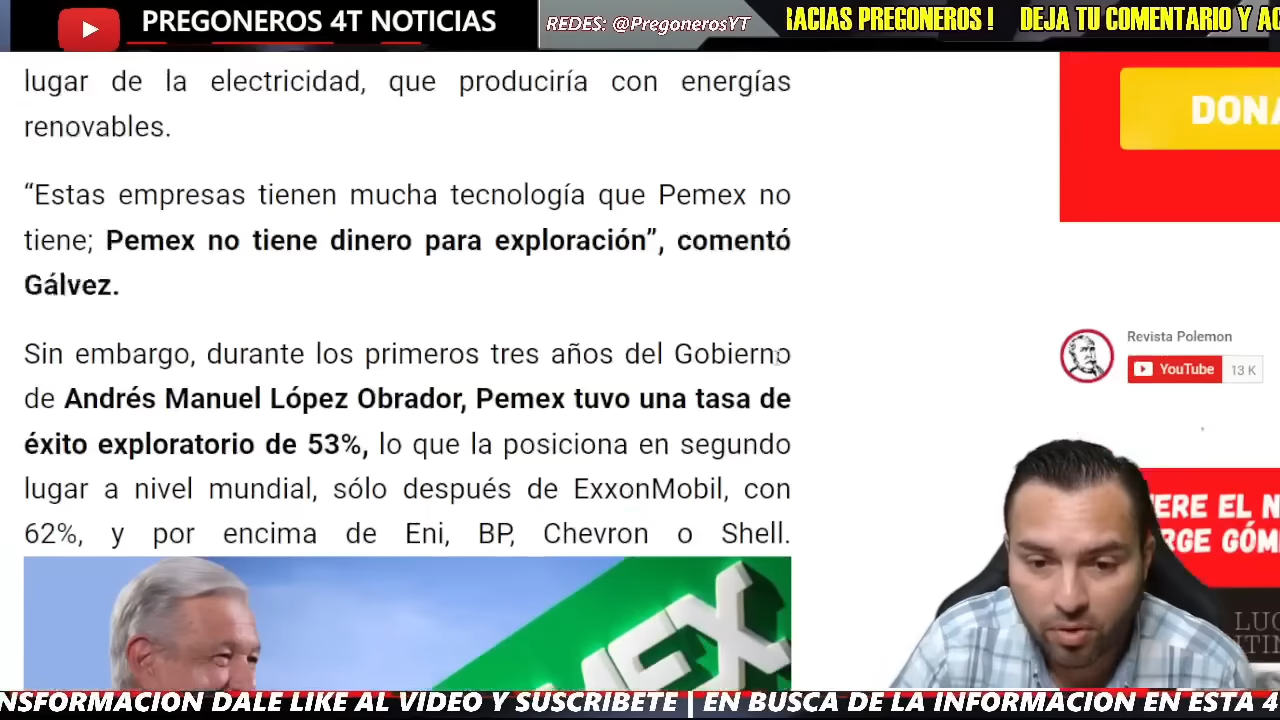 PREGONEROS 4T NOTICIAS
REDES: @PregonerosYT
RACIAS PREGONEROS ! DEJA TU COMENTARIO Y AC
lugar de la electricidad, que produciría con energías
renovables.
“Estas empresas tienen mucha tecnología que Pemex no
tiene; Pemex no tiene dinero para exploración”, comentó
Gálvez.
Sin embargo, durante los primeros tres años del Gobierno
de Andrés Manuel López Obrador, Pemex tuvo una tasa de
éxito exploratorio de 53%, lo que la posiciona en segundo
lugar a nivel mundial, sólo después de ExxonMobil, con
62%, y por encima de Eni, BP, Chevron o Shell.
DONA
Revista Polemon
YouTube 13 K
ERE EL N
RGE GÓM
LUC
ITIN
MEX
NSFORMACION DALE LIKE AL VIDEO Y SUSCRIBETE | EN BUSCA DE LA INFORMACION EN ESTA 4